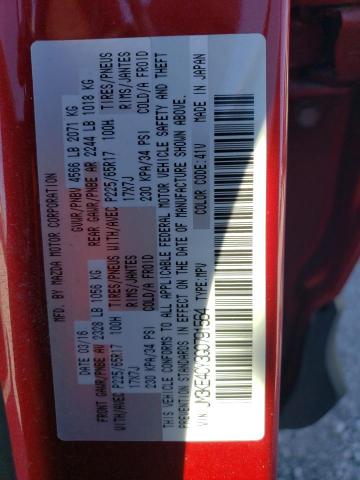 MFD. BY MAZDA MOTOR CORPORATION
DATE: 03/16 GVWR/PNBV 4566 LB 2071 KG
FRONT GAWR/PNBE AV 2328 LB 1056 KG REAR GAWR/PNBE AR 2244 LB 1018 KG
WITH/AVEC P225/65R17 100H TIRES/PNEUS WITH/AVEC P225/65R17 100H TIRES/PNEUS
17X7J RIMS/JANTES 17X7J RIMS/JANTES
230 KPA/34 PSI COLD/A FROID 230 KPA/34 PSI COLD/A FROID
THIS VEHICLE CONFORMS TO ALL APPLICABLE FEDERAL MOTOR VEHICLE SAFETY AND THEFT
PREVENTION STANDARDS IN EFFECT ON THE DATE OF MANUFACTURE SHOWN ABOVE.
MADE IN JAPAN
COLOUR CODE:41V
TYPE:MPV
VIN: